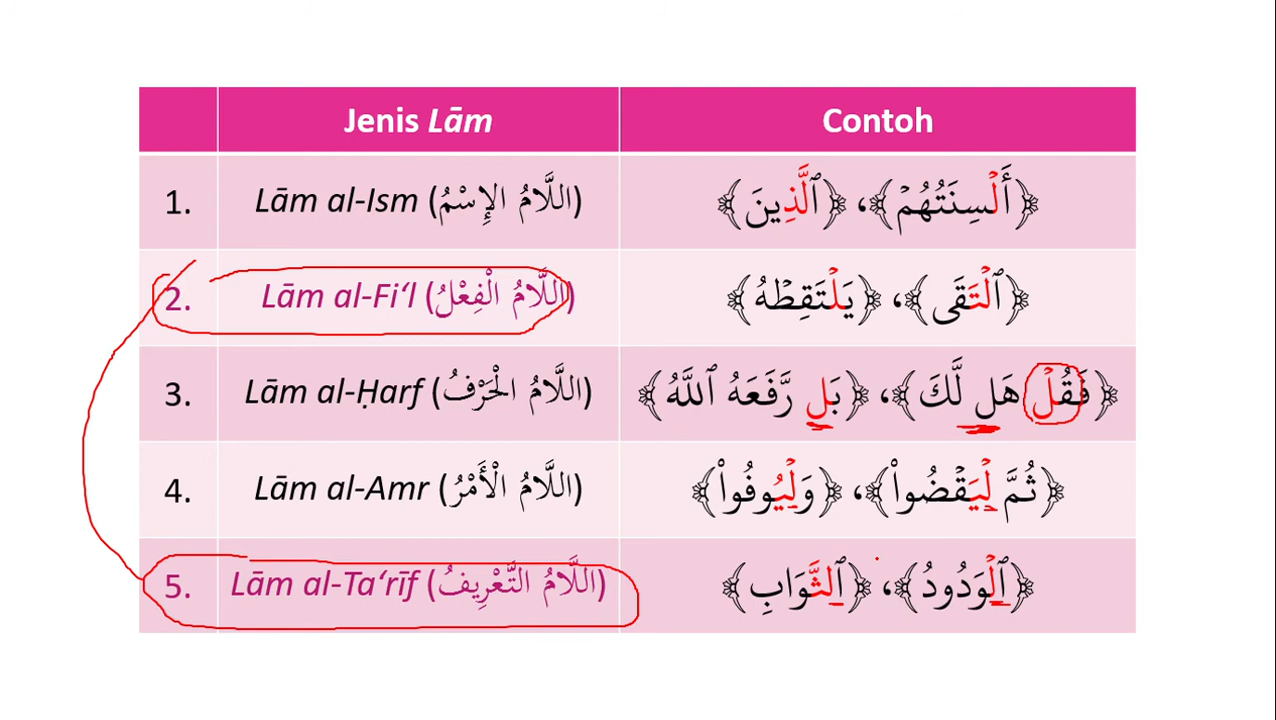 Jenis Lām Contoh
1. Lām al-Ism (اللَّامُ الإِسْمُ) ﴿أَلْسِنَتُهُمْ﴾، ﴿ٱلَّذِينَ﴾
2. Lām al-Fi‘l (اللَّامُ الْفِعْلُ) ﴿ٱلْتَقَى﴾، ﴿يَلْتَقِطْهُ﴾
3. Lām al-Ḥarf (اللَّامُ الْحَرْفُ) ﴿فَقُلْ هَل لَّكَ﴾، ﴿بَل رَّفَعَهُ ٱللَّهُ﴾
4. Lām al-Amr (اللَّامُ الْأَمْرُ) ﴿ثُمَّ لْيَقْضُوا۟﴾، ﴿وَلْيُوفُوا۟﴾
5. Lām al-Ta‘rīf (اللَّامُ التَّعْرِيفُ) ﴿ٱلْوَدُودُ﴾، ﴿ٱلثَّوَابِ﴾